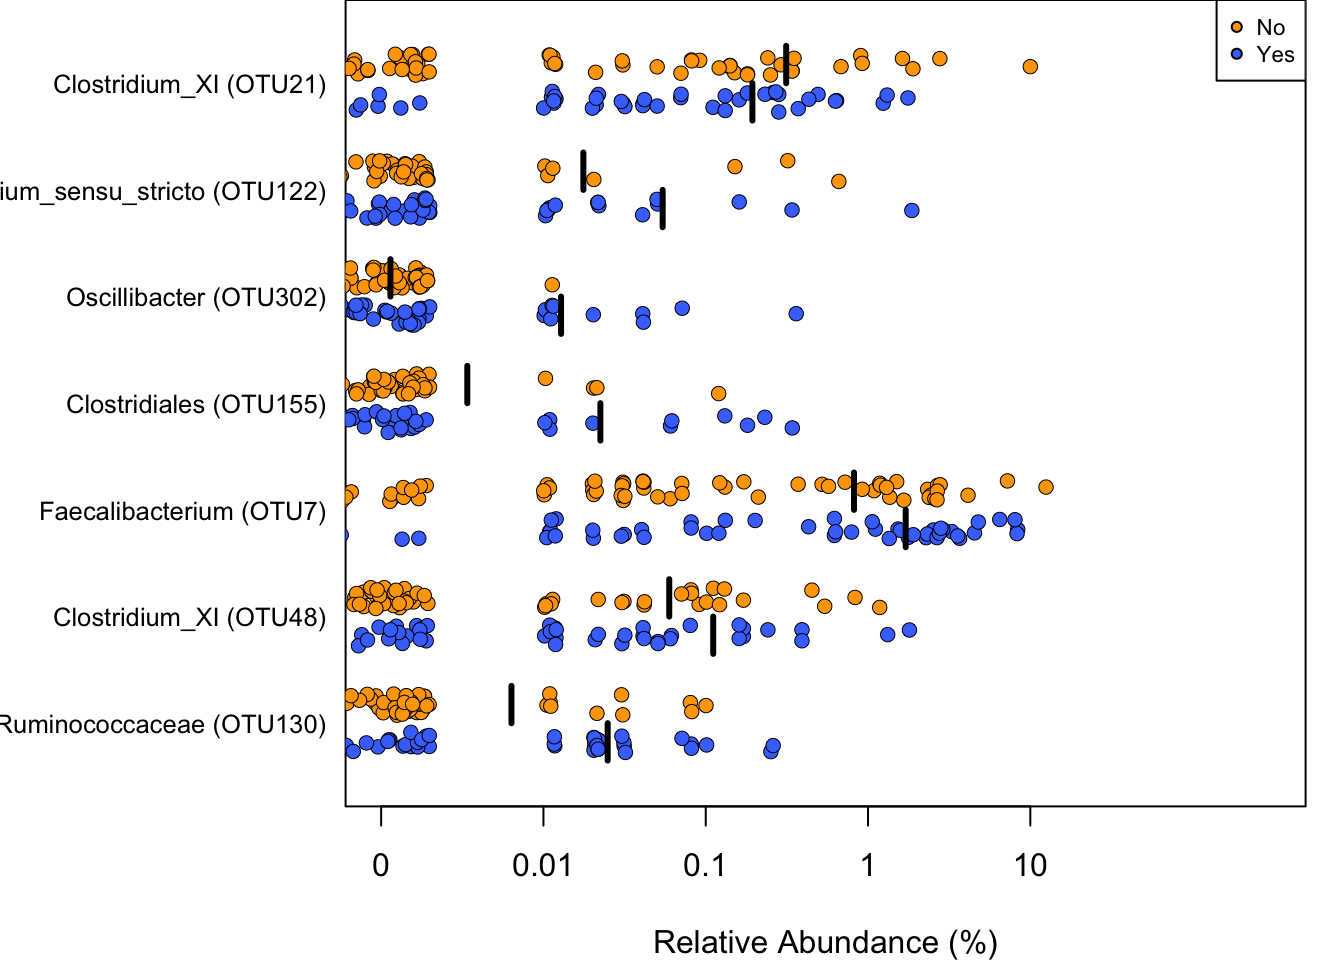 No
Yes
Clostridium_XI (OTU21)
ium_sensu_stricto (OTU122)
Oscillibacter (OTU302)
Clostridiales (OTU155)
Faecalibacterium (OTU7)
Clostridium_XI (OTU48)
Ruminococcaceae (OTU130)
0 0.01 0.1 1 10
Relative Abundance (%)